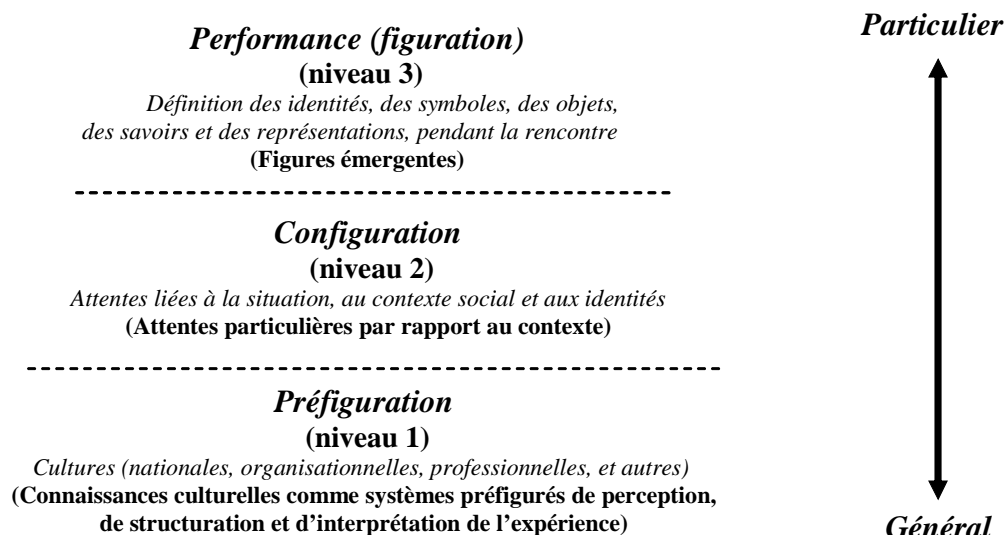 Performance (figuration)
Particulier
(niveau 3)
Définition des identités, des symboles, des objets,
des savoirs et des représentations, pendant la rencontre
(Figures émergentes)
Configuration
(niveau 2)
Attentes liées à la situation, au contexte social et aux identités
(Attentes particulières par rapport au contexte)
Préfiguration
(niveau 1)
Cultures (nationales, organisationnelles, professionnelles, et autres)
(Connaissances culturelles comme systèmes préfigurés de perception,
de structuration et d’interprétation de l’expérience)
Général